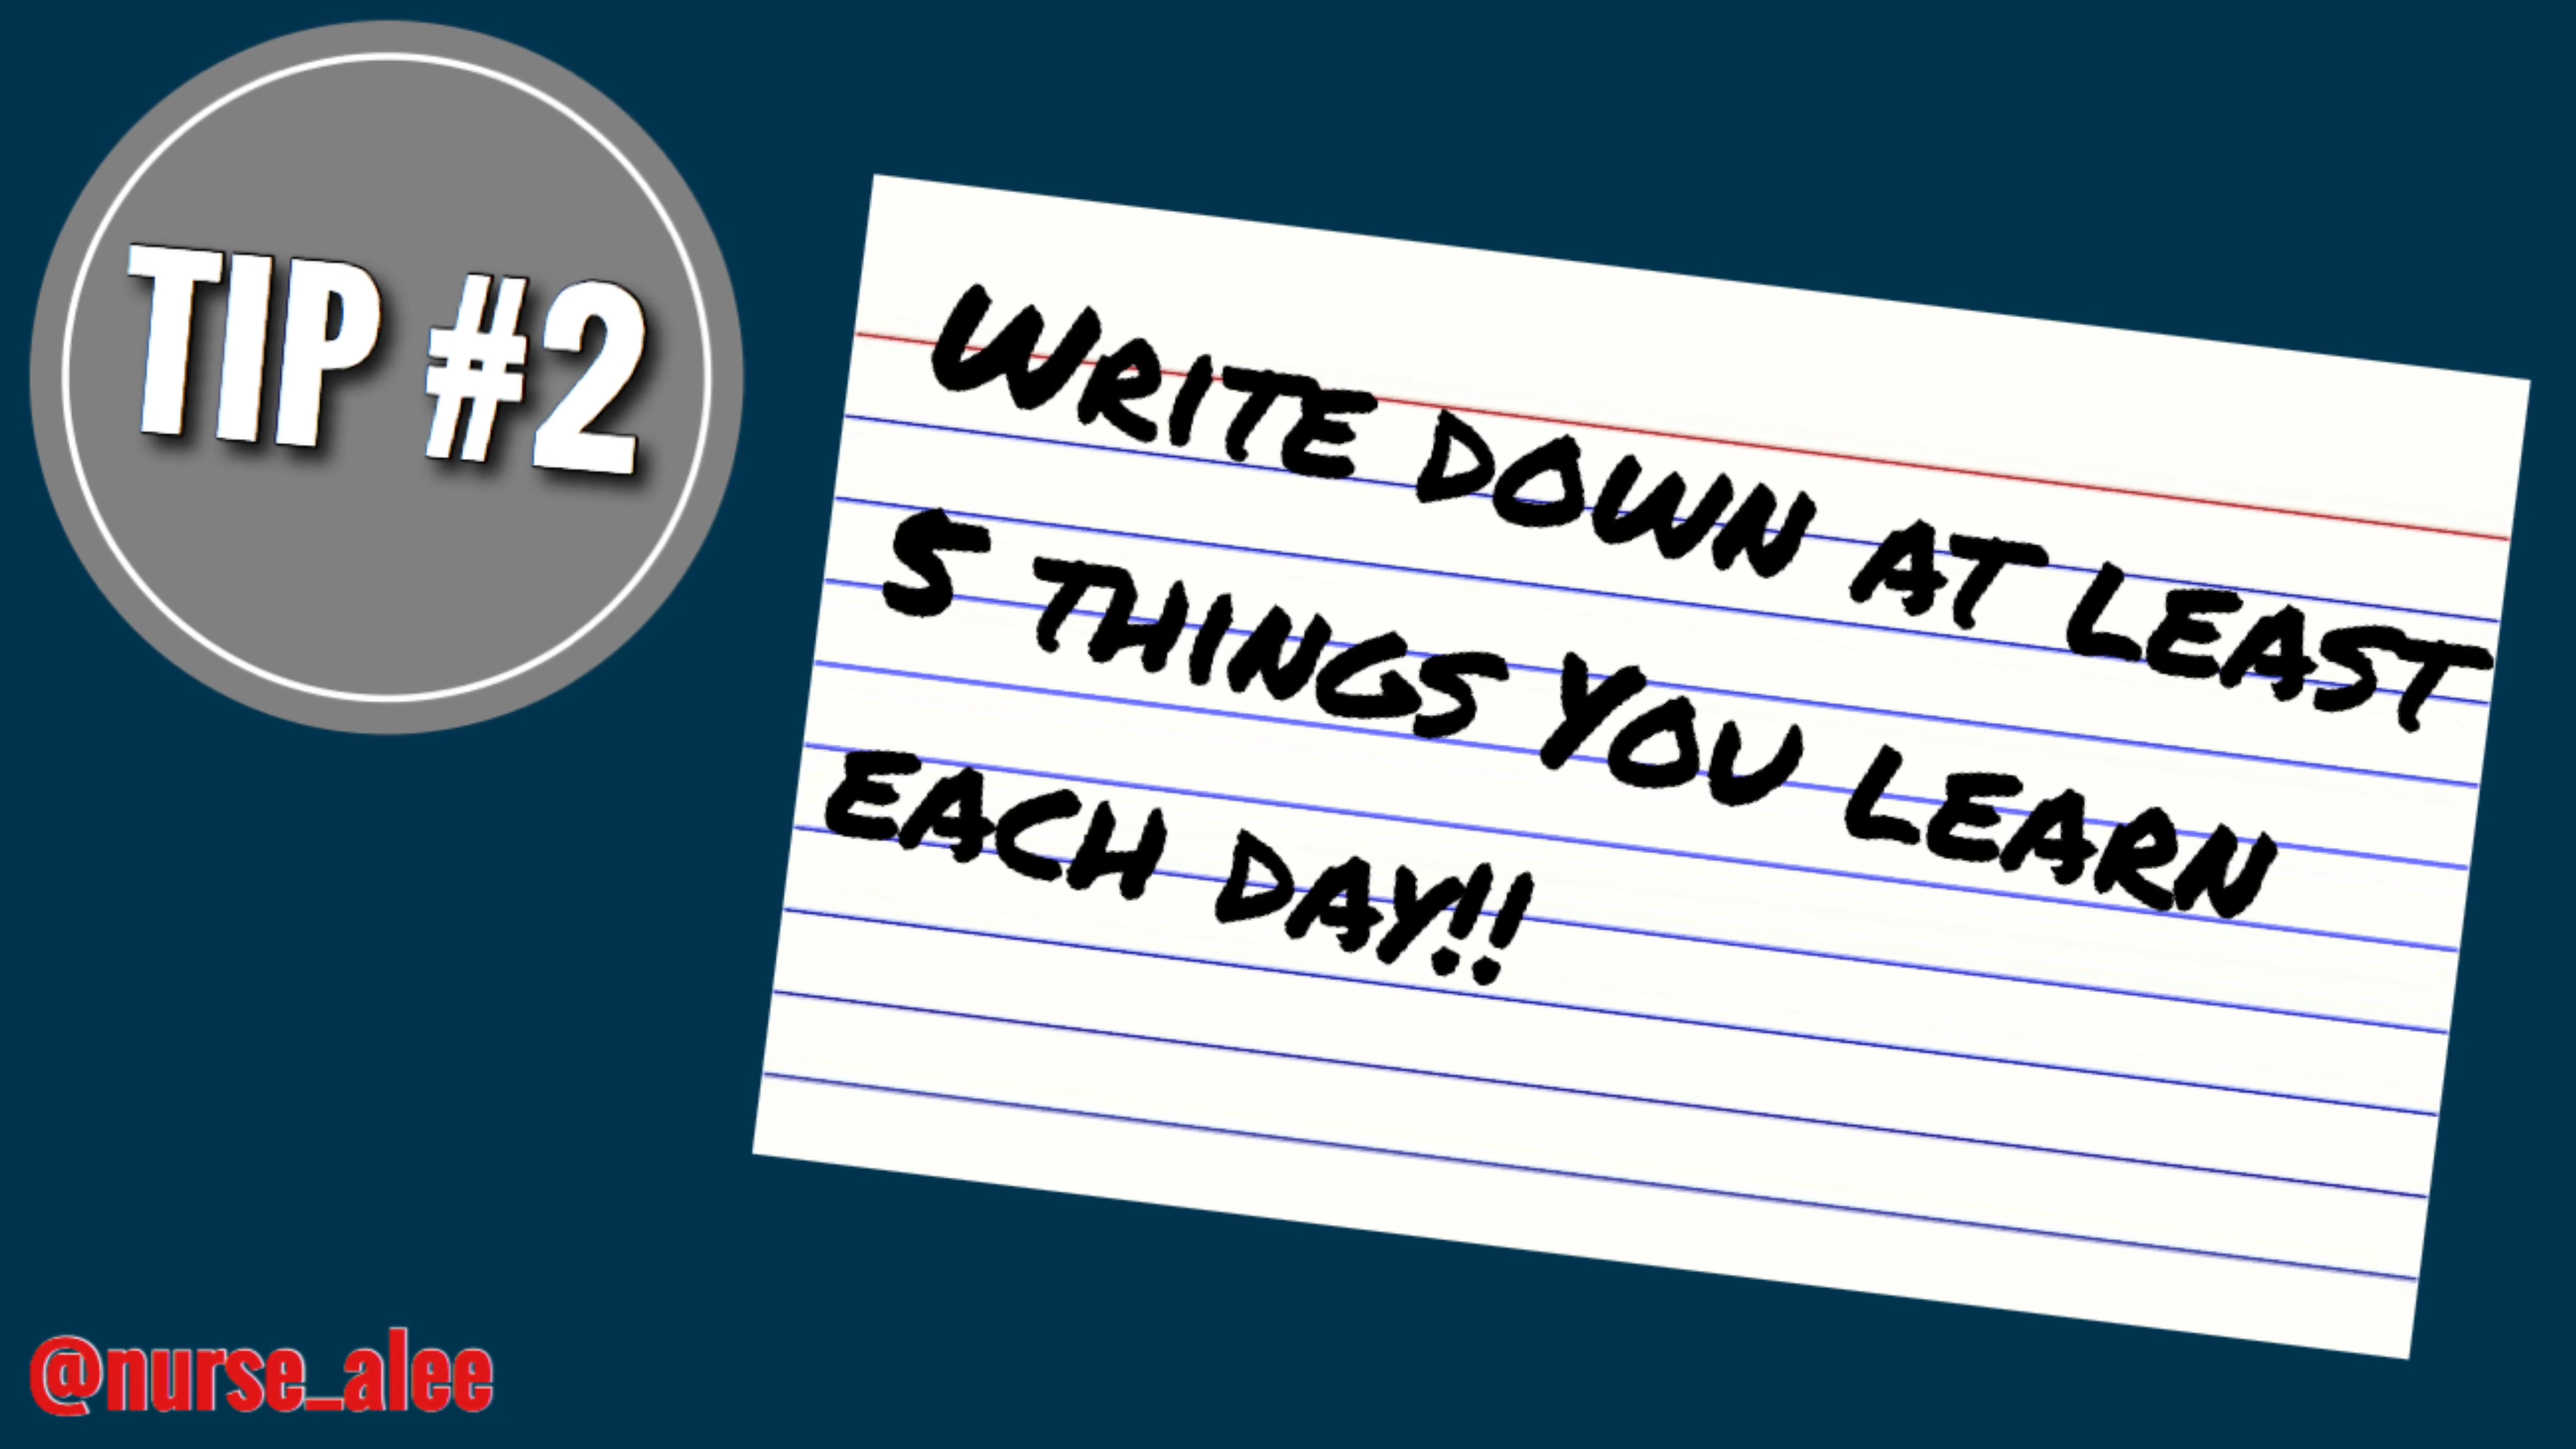 TIP #2
WRITE DOWN AT LEAST
5 THINGS YOU LEARN
EACH DAY!!
@nurse_alee